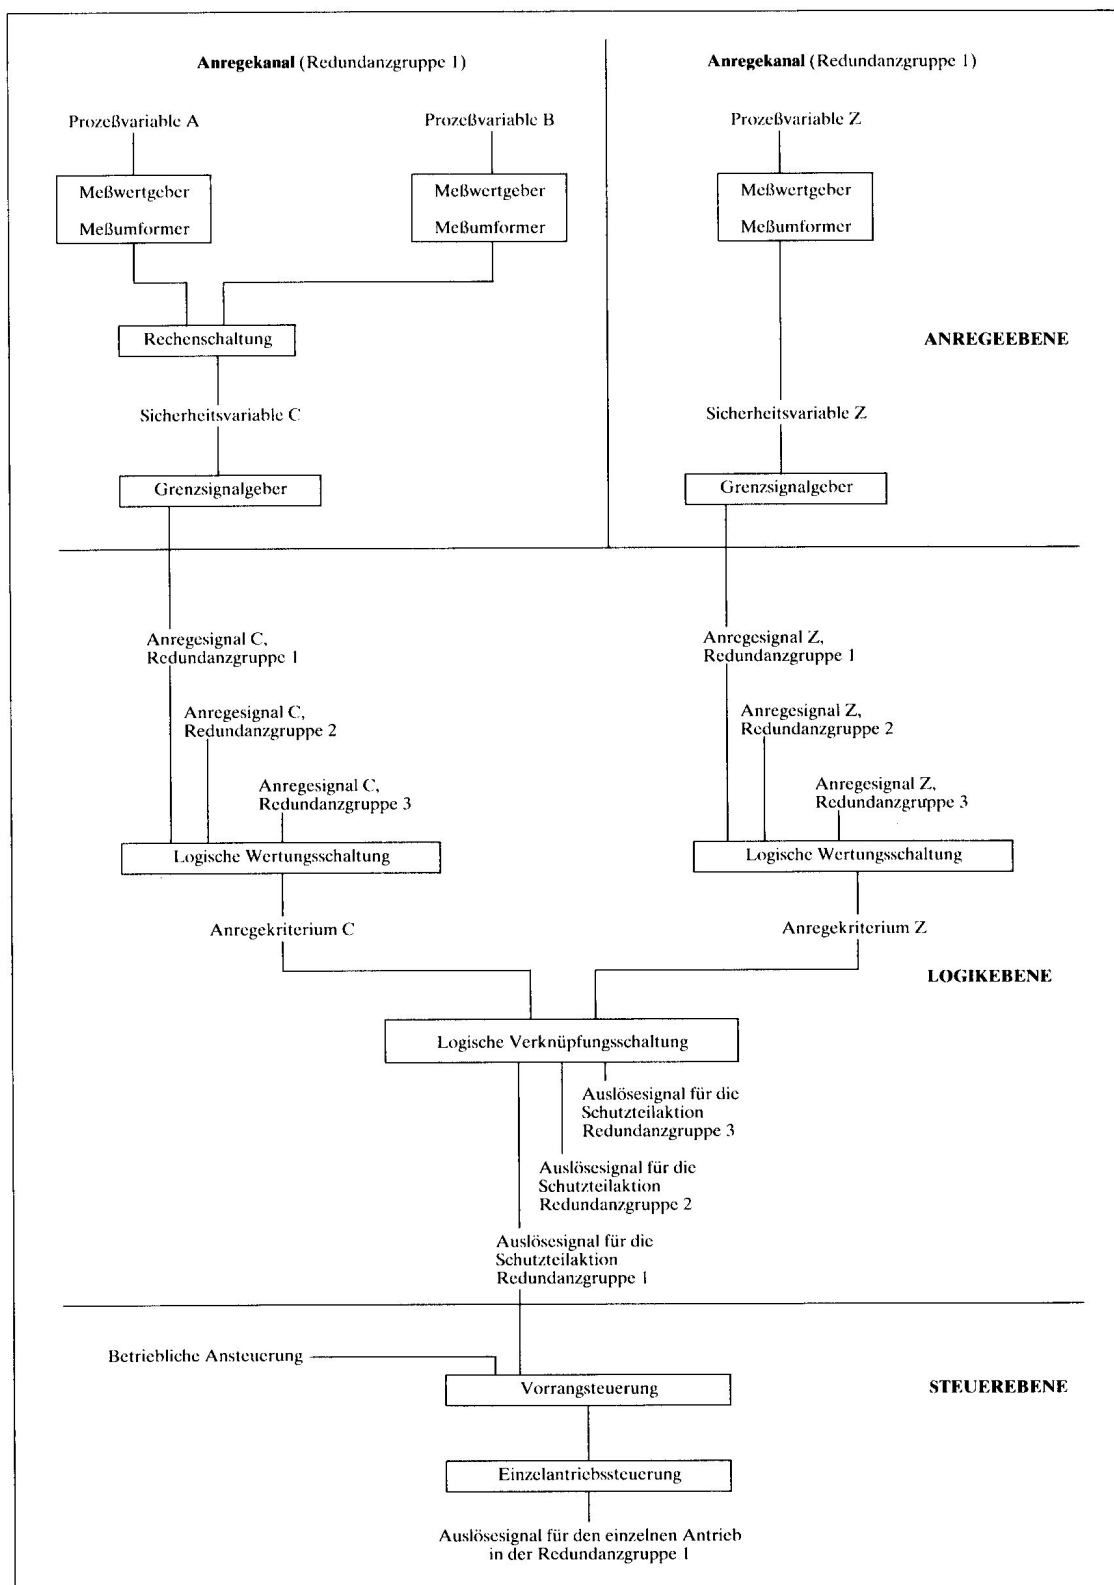 Anregekanal (Redundanzgruppe 1)
Anregekanal (Redundanzgruppe 1)
Prozeßvariable A
Prozeßvariable B
Prozeßvariable Z
Meßwertgeber
Meßumformer
Meßwertgeber
Meßumformer
Meßwertgeber
Meßumformer
Rechenschaltung
ANREGEEBENE
Sicherheitsvariable C
Sicherheitsvariable Z
Grenzsignalgeber
Grenzsignalgeber
Anregesignal C,
Redundanzgruppe 1
Anregesignal Z,
Redundanzgruppe 1
Anregesignal C,
Redundanzgruppe 2
Anregesignal Z,
Redundanzgruppe 2
Anregesignal C,
Redundanzgruppe 3
Anregesignal Z,
Redundanzgruppe 3
Logische Wertungsschaltung
Logische Wertungsschaltung
Anregekriterium C
Anregekriterium Z
LOGIKEBENE
Logische Verknüpfungsschaltung
Auslösesignal für die
Schutzteilaktion
Redundanzgruppe 3
Auslösesignal für die
Schutzteilaktion
Redundanzgruppe 2
Auslösesignal für die
Schutzteilaktion
Redundanzgruppe 1
Betriebliche Ansteuerung
Vorrangsteuerung
STEUEREBENE
Einzelantriebssteuerung
Auslösesignal für den einzelnen Antrieb
in der Redundanzgruppe 1